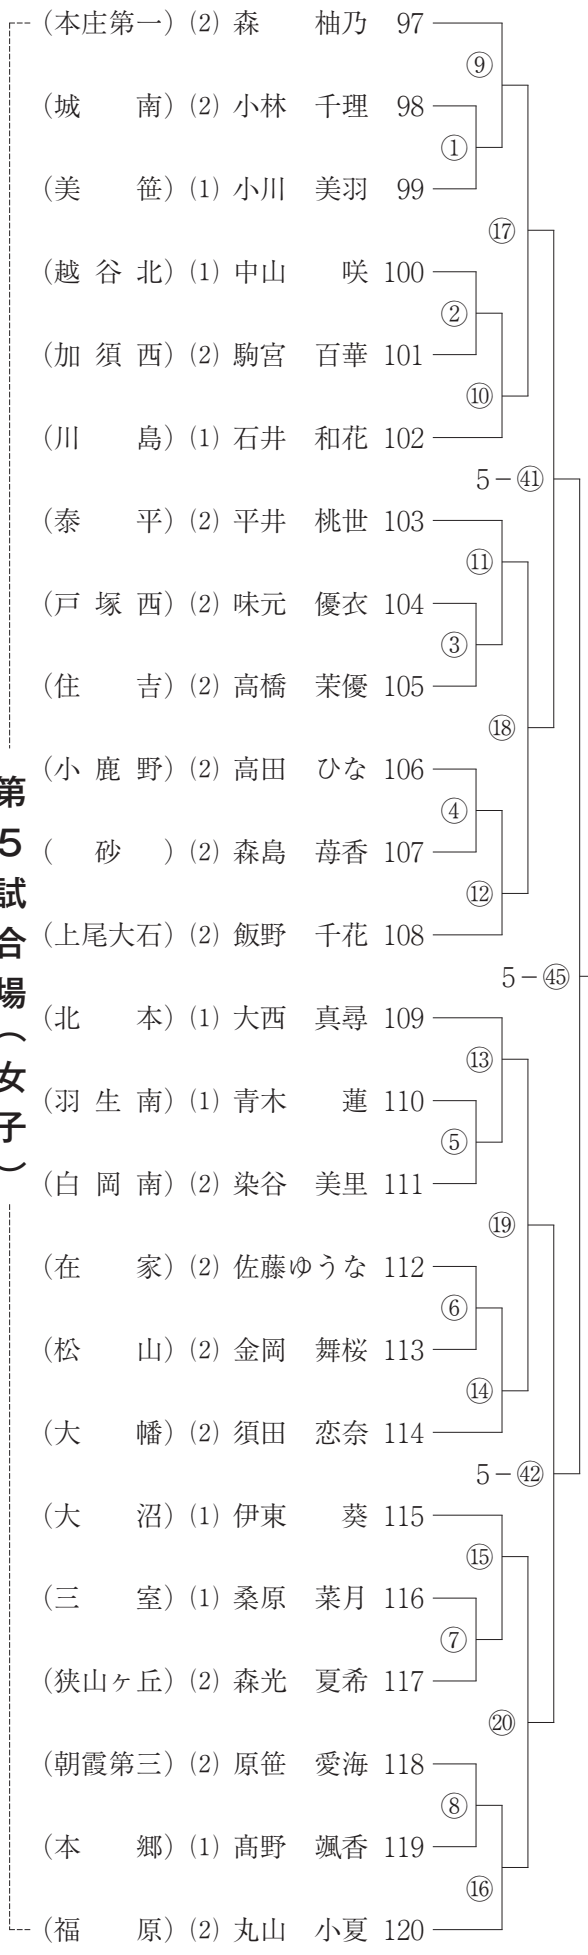 第５試合場（女子）
（本庄第一）⑵ 森　　柚乃 97
（城　　南）⑵ 小林　千理 98
（美　　笹）⑴ 小川　美羽 99
（越 谷 北）⑴ 中山　　咲 100
（加 須 西）⑵ 駒宮　百華 101
（川　　島）⑴ 石井　和花 102
（泰　　平）⑵ 平井　桃世 103
（戸 塚 西）⑵ 味元　優衣 104
（住　　吉）⑵ 高橋　茉優 105
（小 鹿 野）⑵ 高田　ひな 106
（　 砂 　）⑵ 森島　苺香 107
（上尾大石）⑵ 飯野　千花 108
（北　　本）⑴ 大西　真尋 109
（羽 生 南）⑴ 青木　　蓮 110
（白 岡 南）⑵ 染谷　美里 111
（在　　家）⑵ 佐藤ゆうな 112
（松　　山）⑵ 金岡　舞桜 113
（大　　幡）⑵ 須田　恋奈 114
（大　　沼）⑴ 伊東　　葵 115
（三　　室）⑴ 桑原　菜月 116
（狭山ヶ丘）⑵ 森光　夏希 117
（朝霞第三）⑵ 原笹　愛海 118
（本　　郷）⑴ 髙野　颯香 119
（福　　原）⑵ 丸山　小夏 120
⑨
①
⑰
②
⑩
5－㊶
⑪
③
⑱
④
⑫
5－㊺
⑬
⑤
⑲
⑥
⑭
5－㊷
⑮
⑦
⑳
⑧
⑯